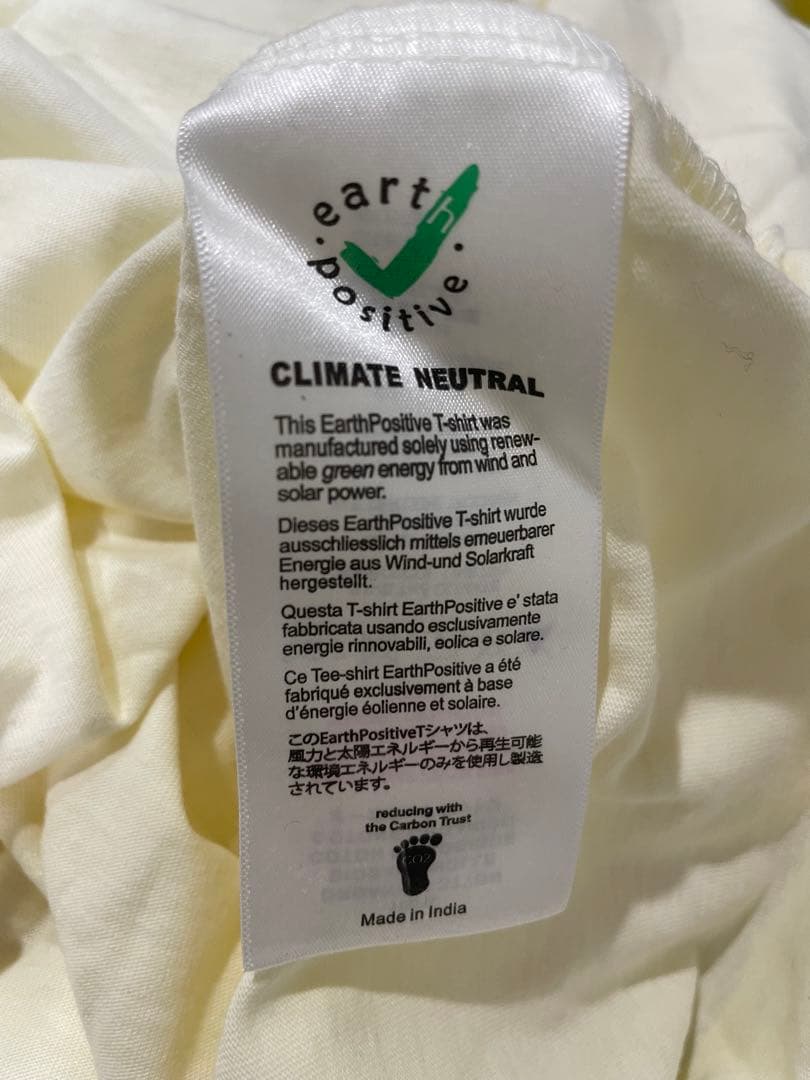 earth
positive
CLIMATE NEUTRAL
This EarthPositive T-shirt was
manufactured solely using renew-
able green energy from wind and
solar power.
Dieses EarthPositive T-shirt wurde
ausschliesslich mittels erneuerbarer
Energie aus Wind-und Solarkraft
hergestellt.
Questa T-shirt EarthPositive e' stata
fabbricata usando esclusivamente
energie rinnovabili, eolica e solare.
Ce Tee-shirt EarthPositive a été
fabriqué exclusivement à base
d'énergie éolienne et solaire.
このEarthPositiveTシャツは、
風力と太陽エネルギーから再生可能
な環境エネルギーのみを使用し製造
されています。
reducing with
the Carbon Trust
CO2
Made in India